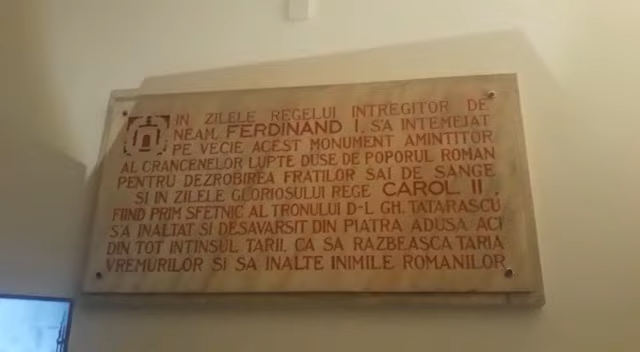 IN ZILELE REGELUI INTREGITOR DE
NEAM, FERDINAND I, S'A INTEMEIAT
PE VECIE ACEST MONUMENT AMINTITOR
AL CRANCENELOR LUPTE DUSE DE POPORUL ROMAN
PENTRU DEZROBIREA FRATILOR SAI DE SANGE
SI IN ZILELE GLORIOSULUI REGE CAROL II,
FIIND PRIM SFETNIC AL TRONULUI D-L GH. TATARASCU
S'A INALTAT SI DESAVARSIT DIN PIATRA ADUSA ACI
DIN TOT INTINSUL TARII, CA SA RAZBEASCA TARIA
VREMURILOR SI SA INALTE INIMILE ROMANILOR